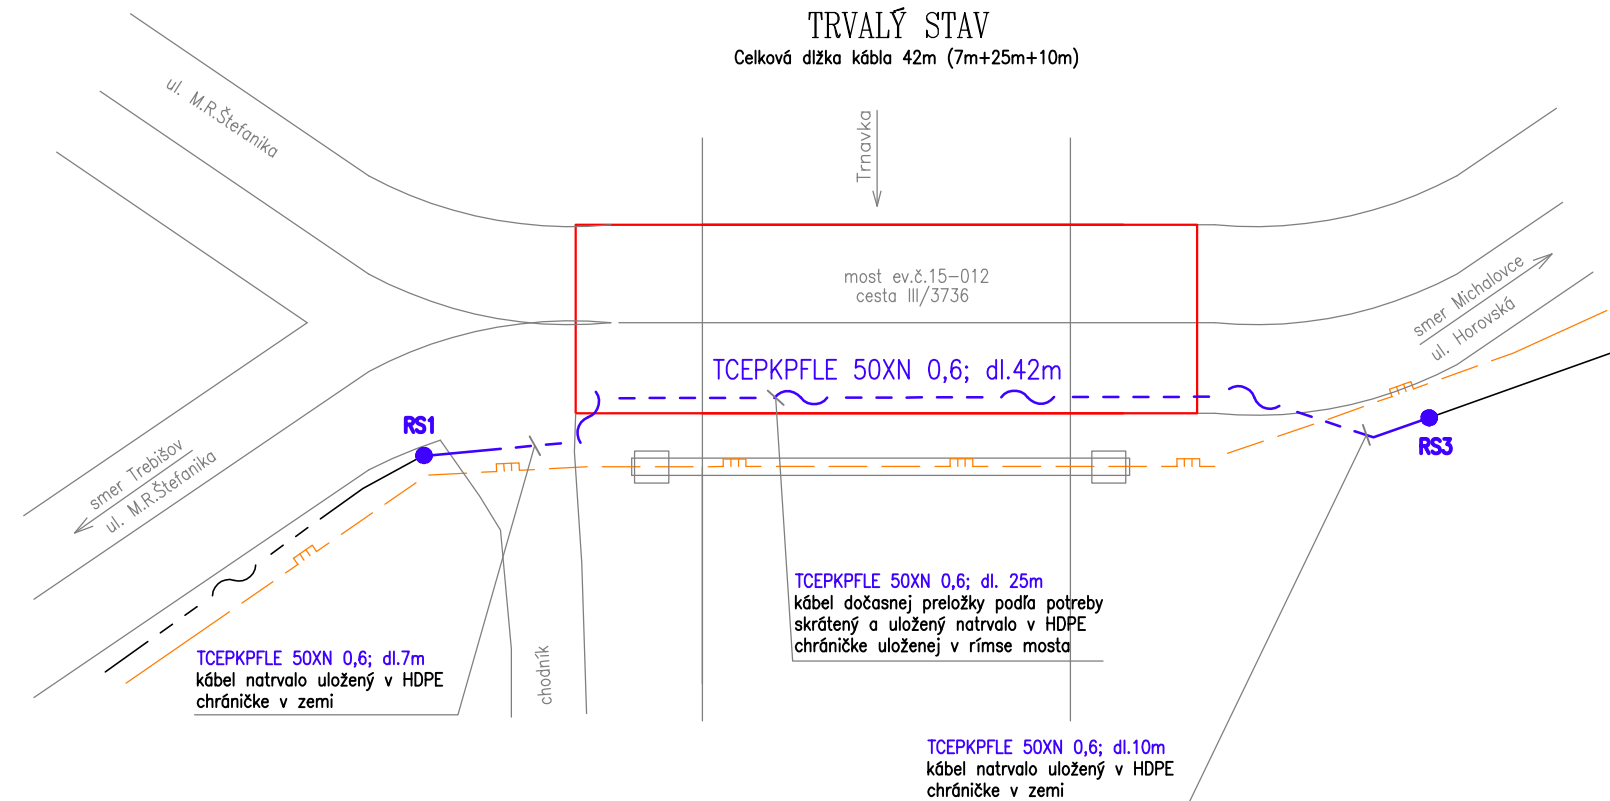 TRVALÝ STAV
Celková dlžka kábla 42m (7m+25m+10m)
ul. M.R.Štefanika
Trnavka
most ev.č.15-012
cesta III/3736
smer Michalovce
ul. Horovská
TCEPKPFLE 50XN 0,6; dl.42m
RS1
RS3
smer Trebišov
ul. M.R.Štefanika
TCEPKPFLE 50XN 0,6; dl. 25m
kábel dočasnej preložky podľa potreby
skrátený a uložený natrvalo v HDPE
chráničke uloženej v rímse mosta
TCEPKPFLE 50XN 0,6; dl.7m
kábel natrvalo uložený v HDPE
chráničke v zemi
chodník
TCEPKPFLE 50XN 0,6; dl.10m
kábel natrvalo uložený v HDPE
chráničke v zemi